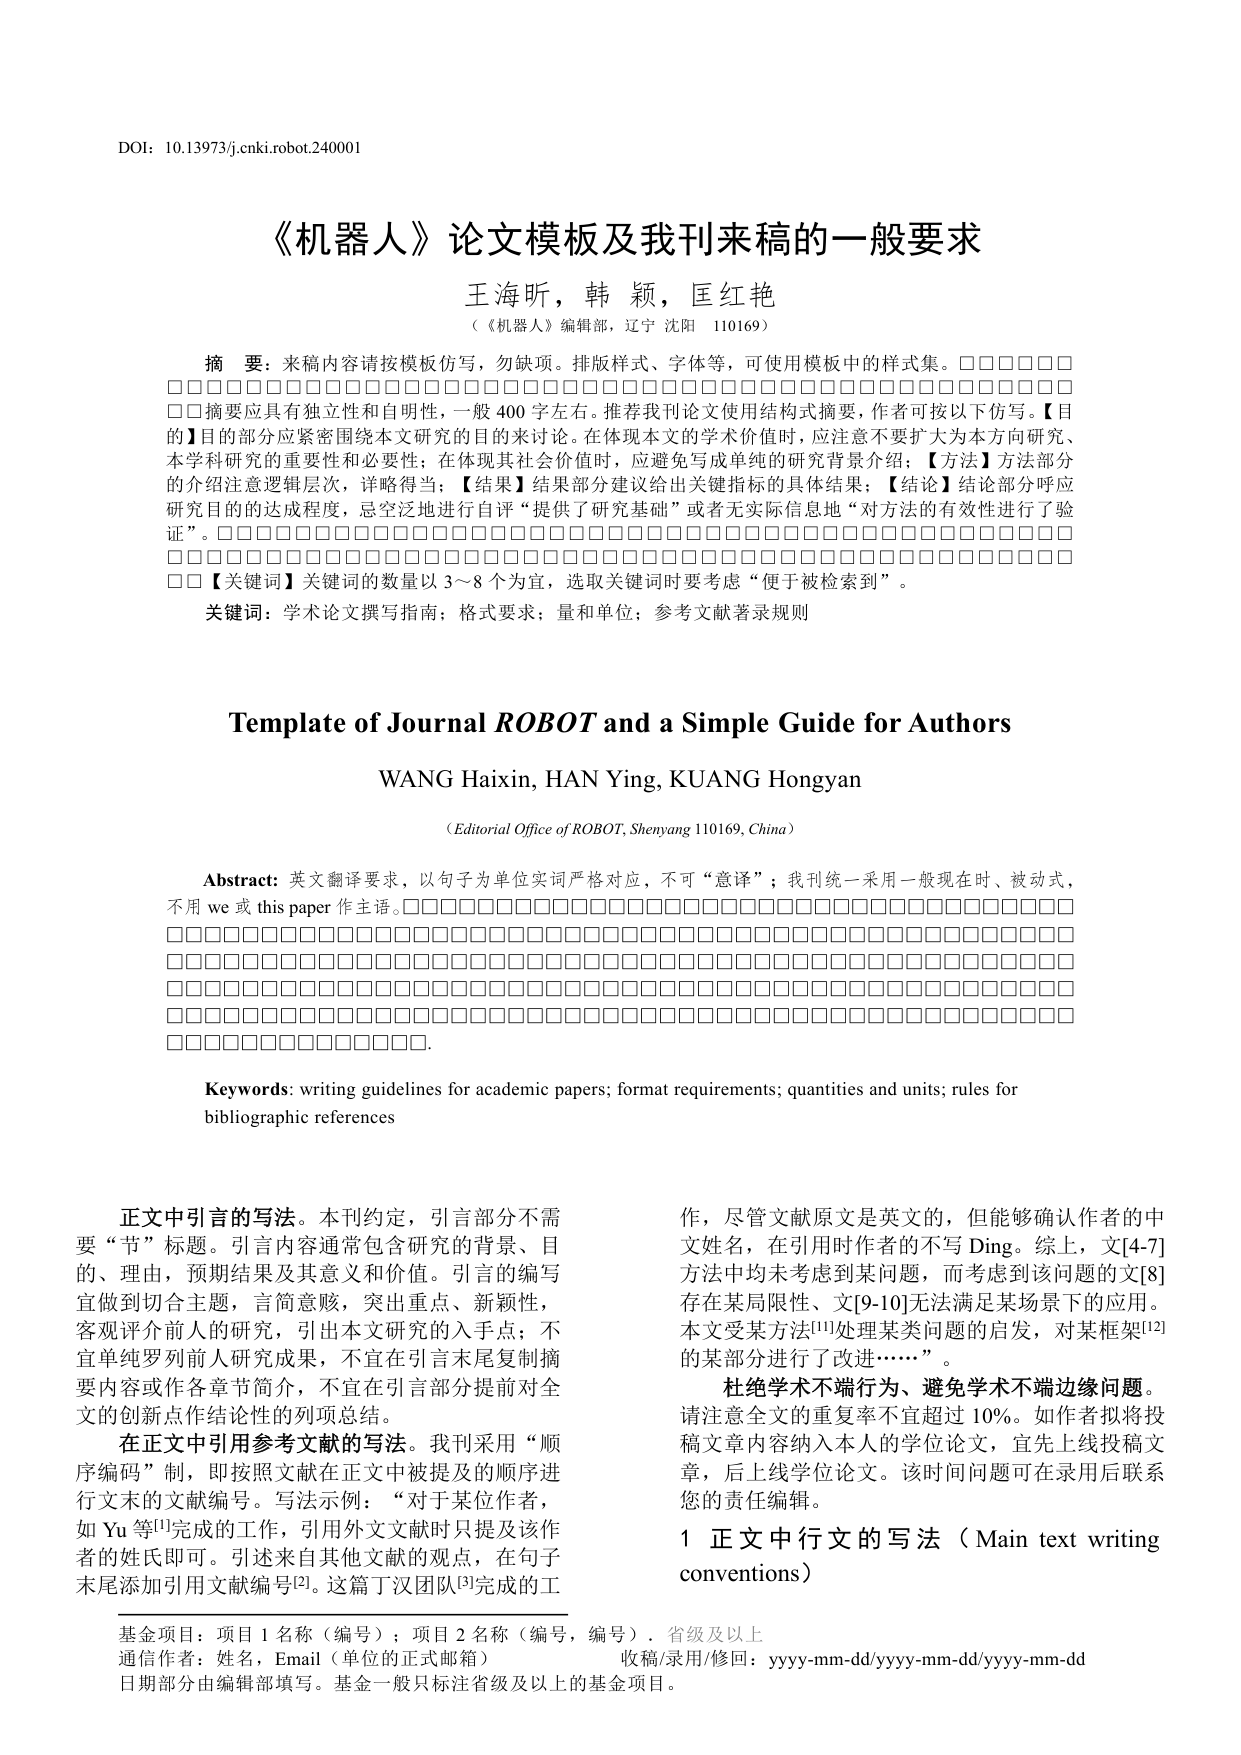 DOI：10.13973/j.cnki.robot.240001
《机器人》论文模板及我刊来稿的一般要求
王海昕，韩 颖，匡红艳
（《机器人》编辑部，辽宁 沈阳 110169）
摘 要：来稿内容请按模板仿写，勿缺项。排版样式、字体等，可使用模板中的样式集。□□□□□□
□□□□□□□□□□□□□□□□□□□□□□□□□□□□□□□□□□□□□□□□□□□□□□
□□摘要应具有独立性和自明性，一般 400 字左右。推荐我刊论文使用结构式摘要，作者可按以下仿写。【目
的】目的部分应紧密围绕本文研究的目的来讨论。在体现本文的学术价值时，应注意不要扩大为本方向研究、
本学科研究的重要性和必要性；在体现其社会价值时，应避免写成单纯的研究背景介绍；【方法】方法部分
的介绍注意逻辑层次，详略得当；【结果】结果部分建议给出关键指标的具体结果；【结论】结论部分呼应
研究目的的达成程度，忌空泛地进行自评“提供了研究基础”或者无实际信息地“对方法的有效性进行了验
证”。□□□□□□□□□□□□□□□□□□□□□□□□□□□□□□□□□□□□□□□□□□□□
□□□□□□□□□□□□□□□□□□□□□□□□□□□□□□□□□□□□□□□□□□□□□□
□□【关键词】关键词的数量以 3～8 个为宜，选取关键词时要考虑“便于被检索到”。
关键词：学术论文撰写指南；格式要求；量和单位；参考文献著录规则
Template of Journal ROBOT and a Simple Guide for Authors
WANG Haixin, HAN Ying, KUANG Hongyan
（Editorial Office of ROBOT, Shenyang 110169, China）
Abstract: 英文翻译要求，以句子为单位实词严格对应，不可“意译”；我刊统一采用一般现在时、被动式，
不用 we 或 this paper 作主语。□□□□□□□□□□□□□□□□□□□□□□□□□□□□□□□□□□□□
□□□□□□□□□□□□□□□□□□□□□□□□□□□□□□□□□□□□□□□□□□□□□□□□
□□□□□□□□□□□□□□□□□□□□□□□□□□□□□□□□□□□□□□□□□□□□□□□□
□□□□□□□□□□□□□□□□□□□□□□□□□□□□□□□□□□□□□□□□□□□□□□□□
□□□□□□□□□□□□□□□□□□□□□□□□□□□□□□□□□□□□□□□□□□□□□□□□
□□□□□□□□□□□□□□.
Keywords: writing guidelines for academic papers; format requirements; quantities and units; rules for
bibliographic references
正文中引言的写法。本刊约定，引言部分不需
要“节”标题。引言内容通常包含研究的背景、目
的、理由，预期结果及其意义和价值。引言的编写
宜做到切合主题，言简意赅，突出重点、新颖性，
客观评介前人的研究，引出本文研究的入手点；不
宜单纯罗列前人研究成果，不宜在引言末尾复制摘
要内容或作各章节简介，不宜在引言部分提前对全
文的创新点作结论性的列项总结。
在正文中引用参考文献的写法。我刊采用“顺
序编码”制，即按照文献在正文中被提及的顺序进
行文末的文献编号。写法示例：“对于某位作者，
如 Yu 等[1]完成的工作，引用外文文献时只提及该作
者的姓氏即可。引述来自其他文献的观点，在句子
末尾添加引用文献编号[2]。这篇丁汉团队[3]完成的工
作，尽管文献原文是英文的，但能够确认作者的中
文姓名，在引用时作者的不写 Ding。综上，文[4-7]
方法中均未考虑到某问题，而考虑到该问题的文[8]
存在某局限性、文[9-10]无法满足某场景下的应用。
本文受某方法[11]处理某类问题的启发，对某框架[12]
的某部分进行了改进……”。
杜绝学术不端行为、避免学术不端边缘问题。
请注意全文的重复率不宜超过 10%。如作者拟将投
稿文章内容纳入本人的学位论文，宜先上线投稿文
章，后上线学位论文。该时间问题可在录用后联系
您的责任编辑。
1 正文中行文的写法（Main text writing
conventions）
基金项目：项目 1 名称（编号）；项目 2 名称（编号，编号）. 省级及以上
通信作者：姓名，Email（单位的正式邮箱） 收稿/录用/修回：yyyy-mm-dd/yyyy-mm-dd/yyyy-mm-dd
日期部分由编辑部填写。基金一般只标注省级及以上的基金项目。